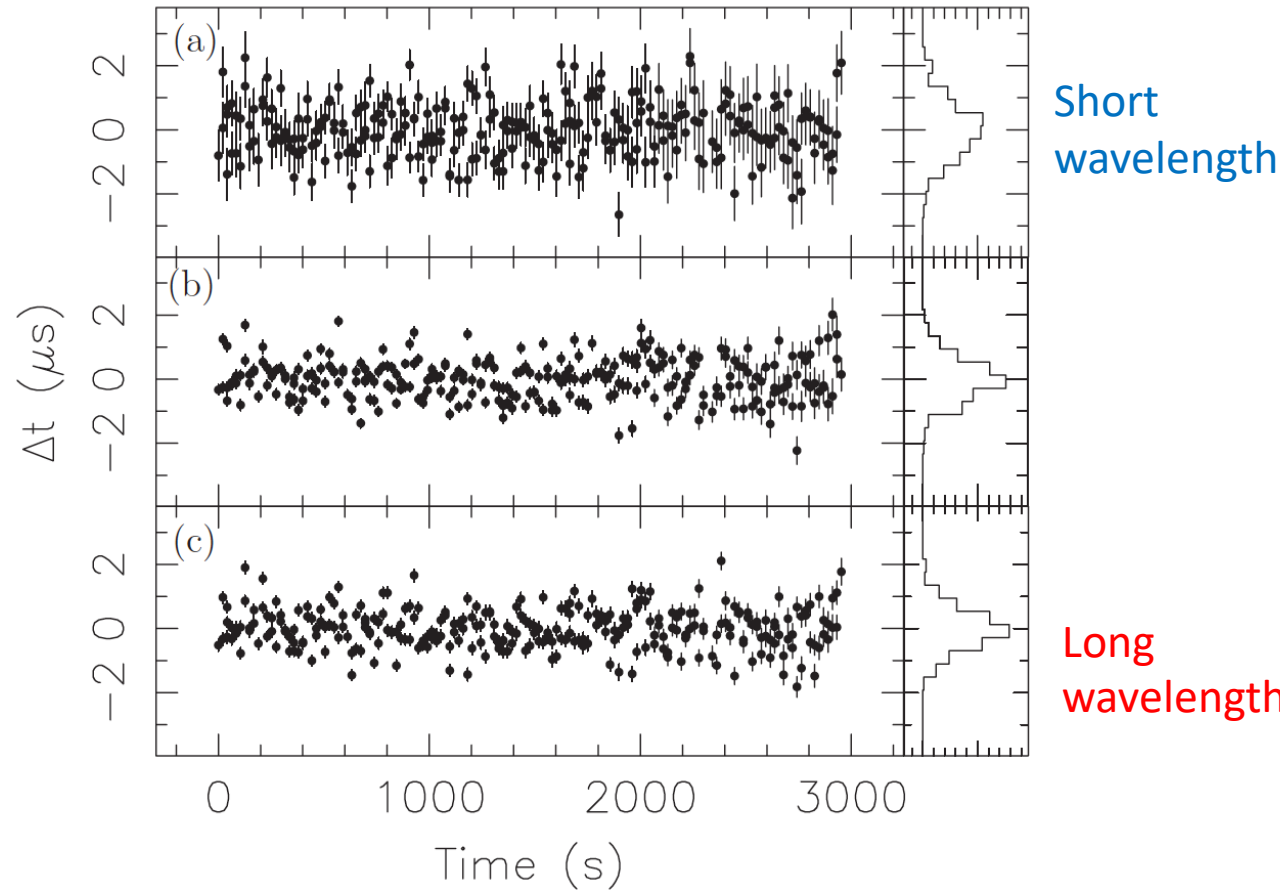 (a)
2
0
−2
Short
wavelength
(b)
2
0
−2
Δt (μs)
(c)
2
0
−2
Long
wavelength
0 1000 2000 3000
Time (s)